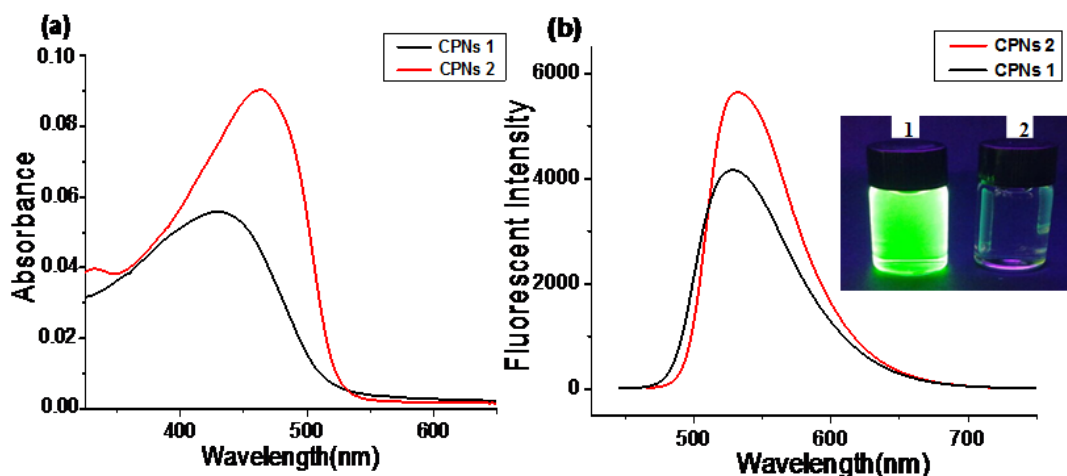 (a)
CPNs 1
CPNs 2
0.10
0.08
0.06
0.04
0.02
0.00
Absorbance
400
500
600
Wavelength(nm)
(b)
CPNs 2
CPNs 1
6000
4000
2000
0
Fluorescent Intensity
1
2
500
600
700
Wavelength(nm)